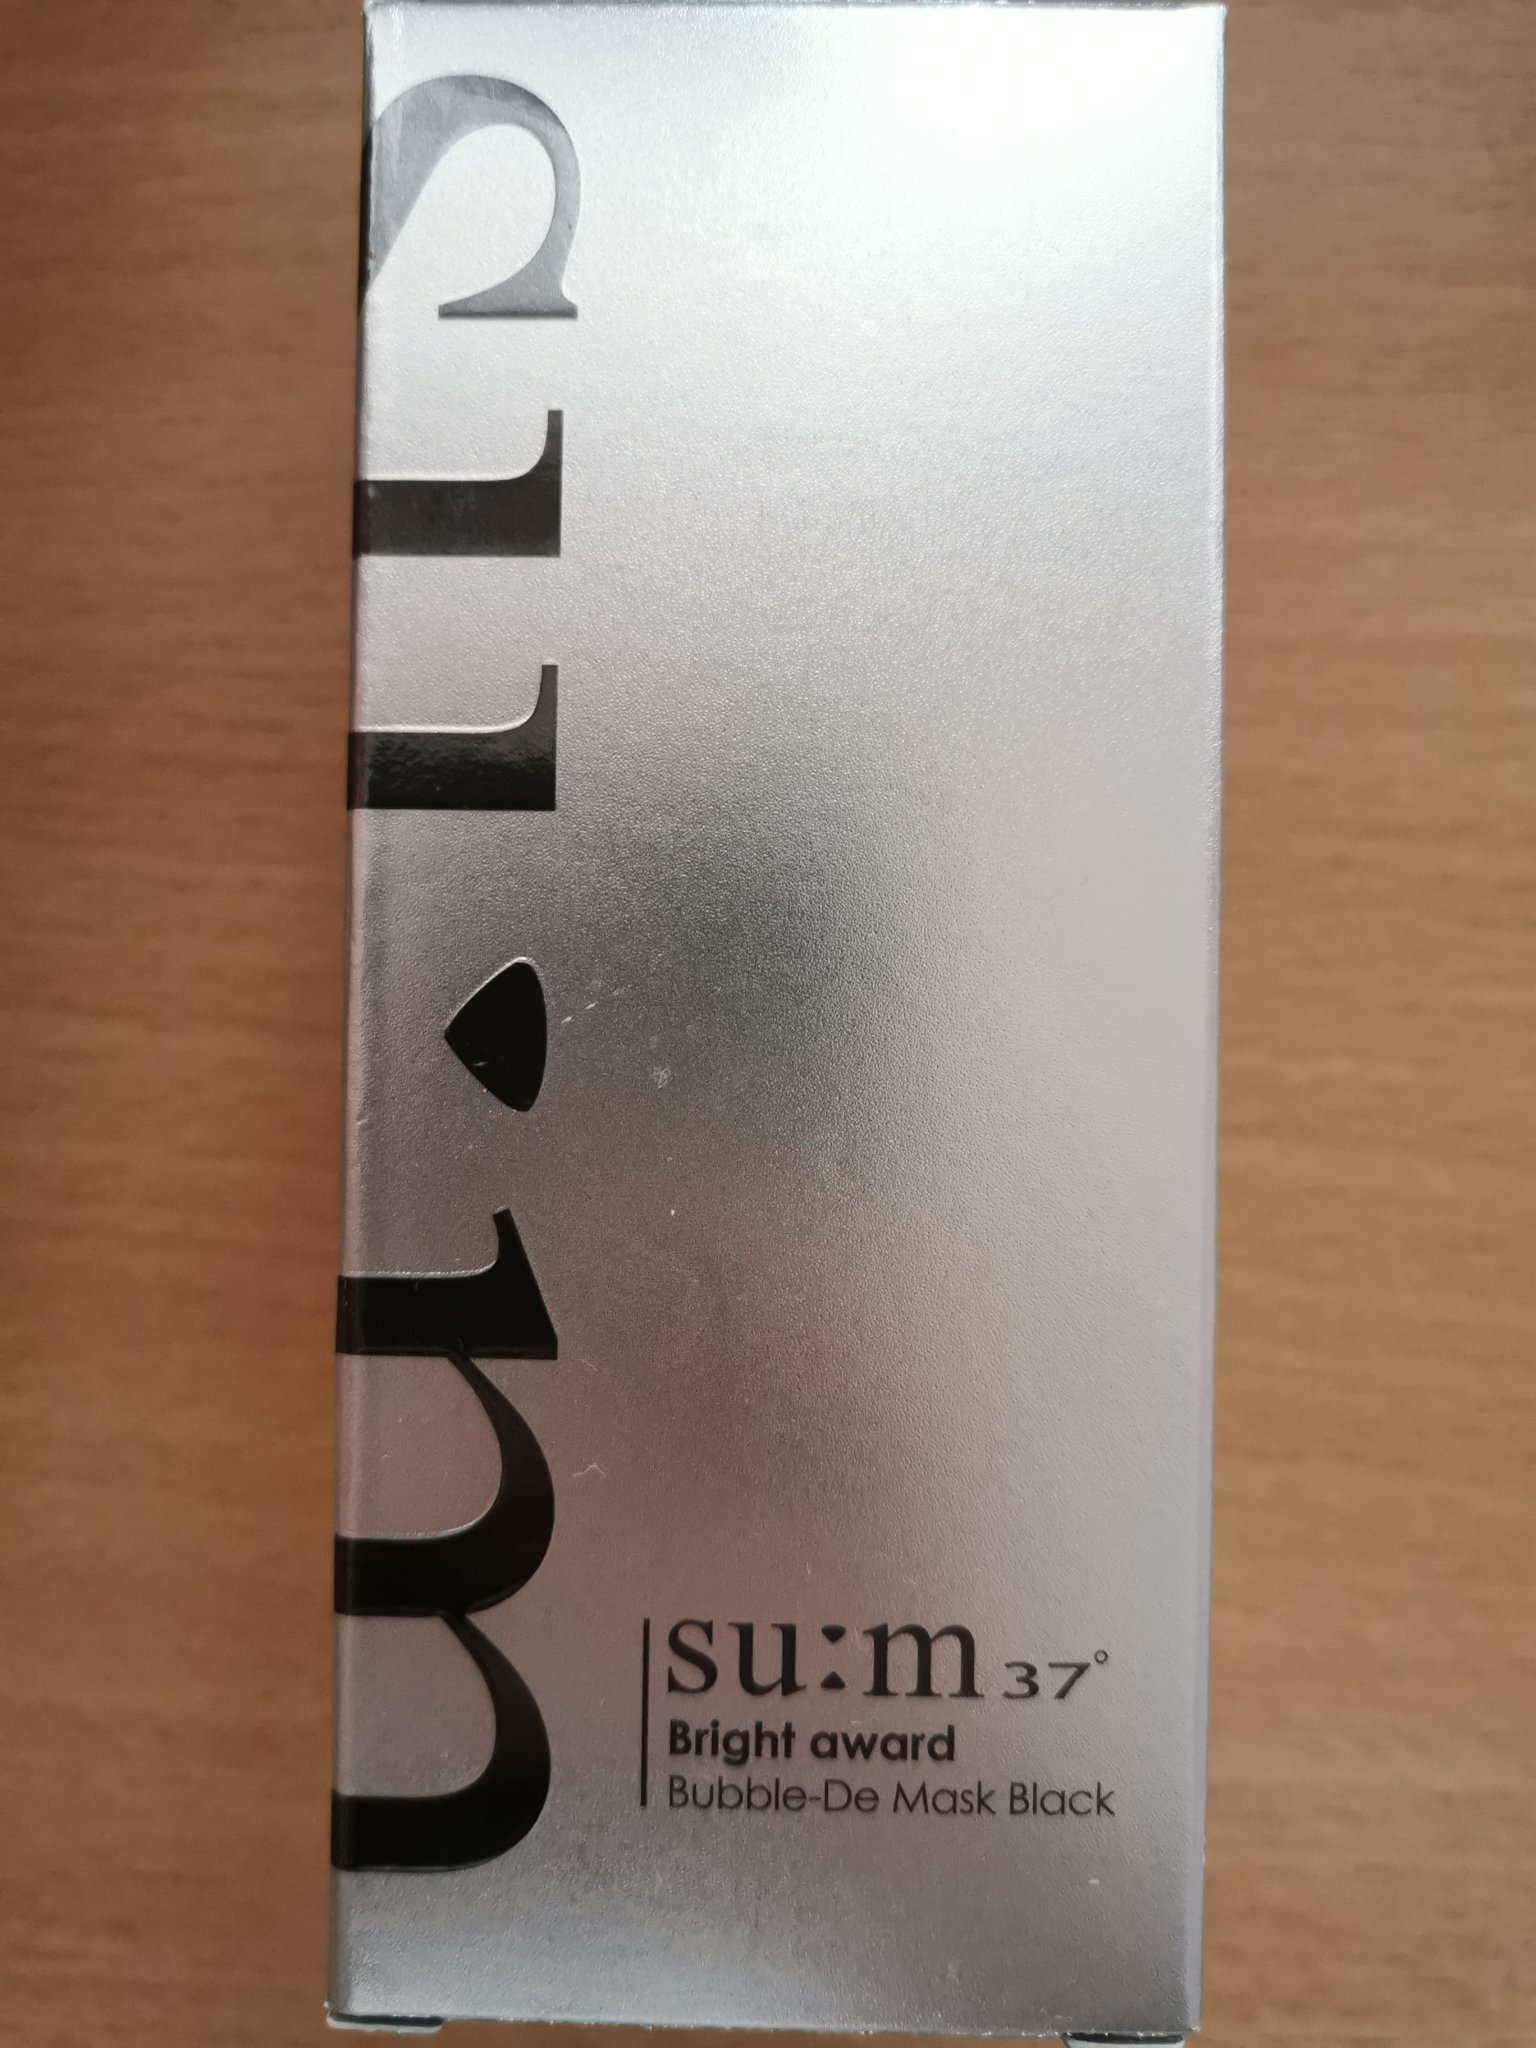 su:m
su:m 37°
Bright award
Bubble-De Mask Black